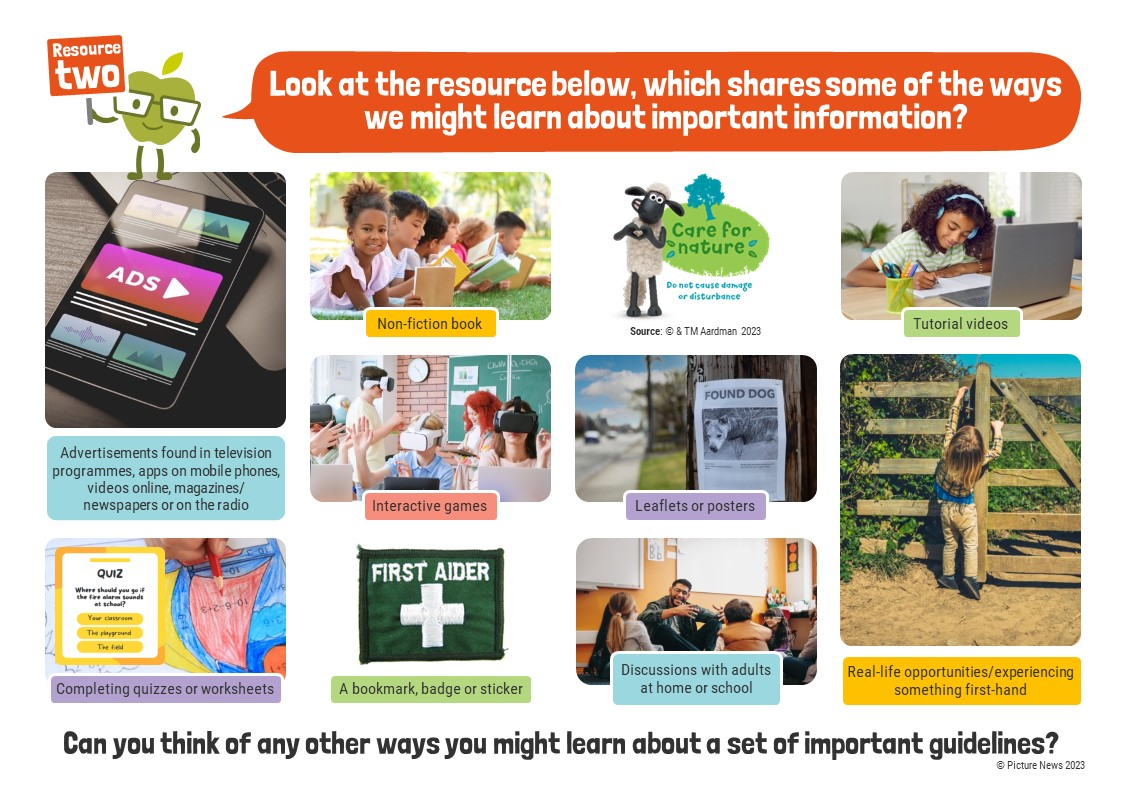 Resource
two
Look at the resource below, which shares some of the ways
we might learn about important information?
ADS
Advertisements found in television
programmes, apps on mobile phones,
videos online, magazines/
newspapers or on the radio
Non-fiction book
Care for
nature
Do not cause damage
or disturbance
Source: © & TM Aardman 2023
Tutorial videos
Interactive games
FOUND DOG
Leaflets or posters
QUIZ
Where should you go if
the fire alarm sounds
at school?
Your classroom
The playground
The field
Completing quizzes or worksheets
FIRST AIDER
A bookmark, badge or sticker
Discussions with adults
at home or school
Real-life opportunities/experiencing
something first-hand
Can you think of any other ways you might learn about a set of important guidelines?
© Picture News 2023